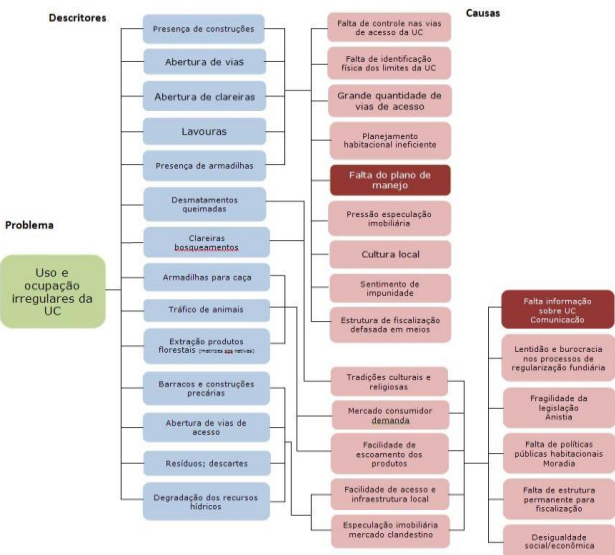 Descritores
Causas
Problema
Uso e
ocupação
irregulares da
UC
Presença de construções
Abertura de vias
Abertura de clareiras
Lavouras
Presença de armadilhas
Desmatamentos
queimadas
Clareiras
bosqueamentos
Armadilhas para caça
Tráfico de animais
Extração produtos
florestais (matrizes spp nativas)
Barracos e construções
precárias
Abertura de vias de
acesso
Resíduos; descartes
Degradação dos recursos
hídricos
Falta de controle nas vias
de acesso da UC
Falta de identificação
física dos limites da UC
Grande quantidade de
vias de acesso
Planejamento
habitacional ineficiente
Falta do plano de
manejo
Pressão especulação
imobiliária
Cultura local
Sentimento de
impunidade
Estrutura de fiscalização
defasada em meios
Tradições culturais e
religiosas
Mercado consumidor
demanda
Facilidade de
escoamento dos
produtos
Facilidade de acesso e
infraestrutura local
Especulação imobiliária
mercado clandestino
Falta informação
sobre UC
Comunicação
Lentidão e burocracia
nos processos de
regularização fundiária
Fragilidade da
legislação
Anistia
Falta de políticas
públicas habitacionais
Moradia
Falta de estrutura
permanente para
fiscalização
Desigualdade
social/econômica